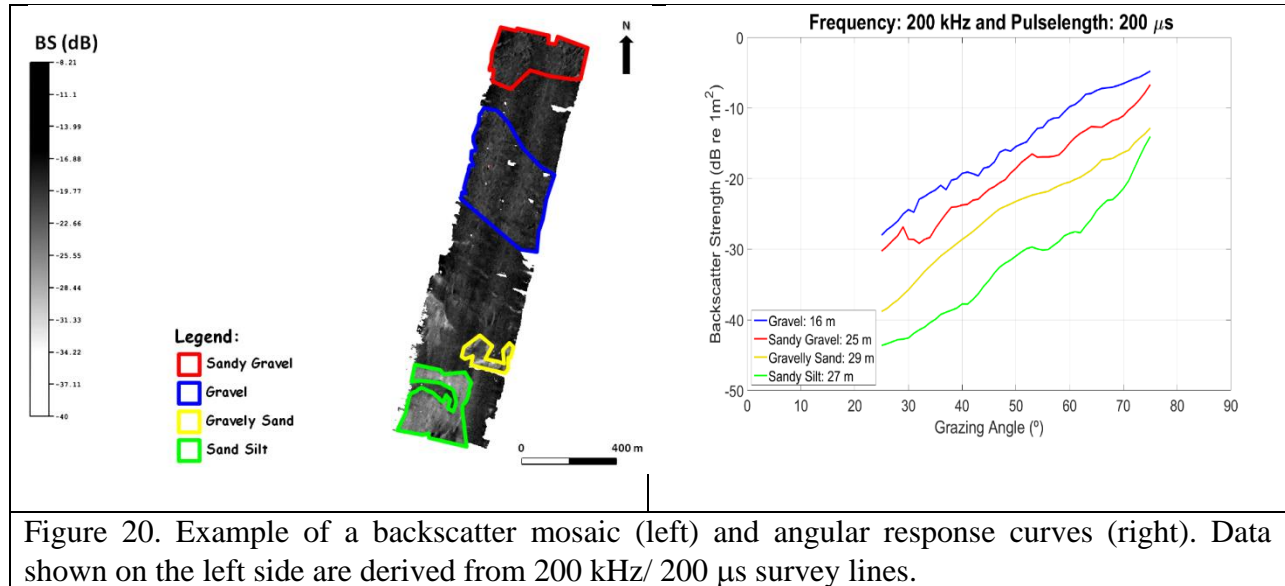 BS (dB)
-8.21
-11.1
-13.99
-16.88
-19.77
-22.66
-25.55
-28.44
-31.33
-34.22
-37.11
-40
N
Legend:
Sandy Gravel
Gravel
Gravely Sand
Sand Silt
0 400 m
Frequency: 200 kHz and Pulselength: 200 μs
Backscatter Strength (dB re 1m²)
0
-10
-20
-30
-40
-50
Gravel: 16 m
Sandy Gravel: 25 m
Gravelly Sand: 29 m
Sandy Silt: 27 m
0 10 20 30 40 50 60 70 80 90
Grazing Angle (º)
Figure 20. Example of a backscatter mosaic (left) and angular response curves (right). Data
shown on the left side are derived from 200 kHz/ 200 μs survey lines.